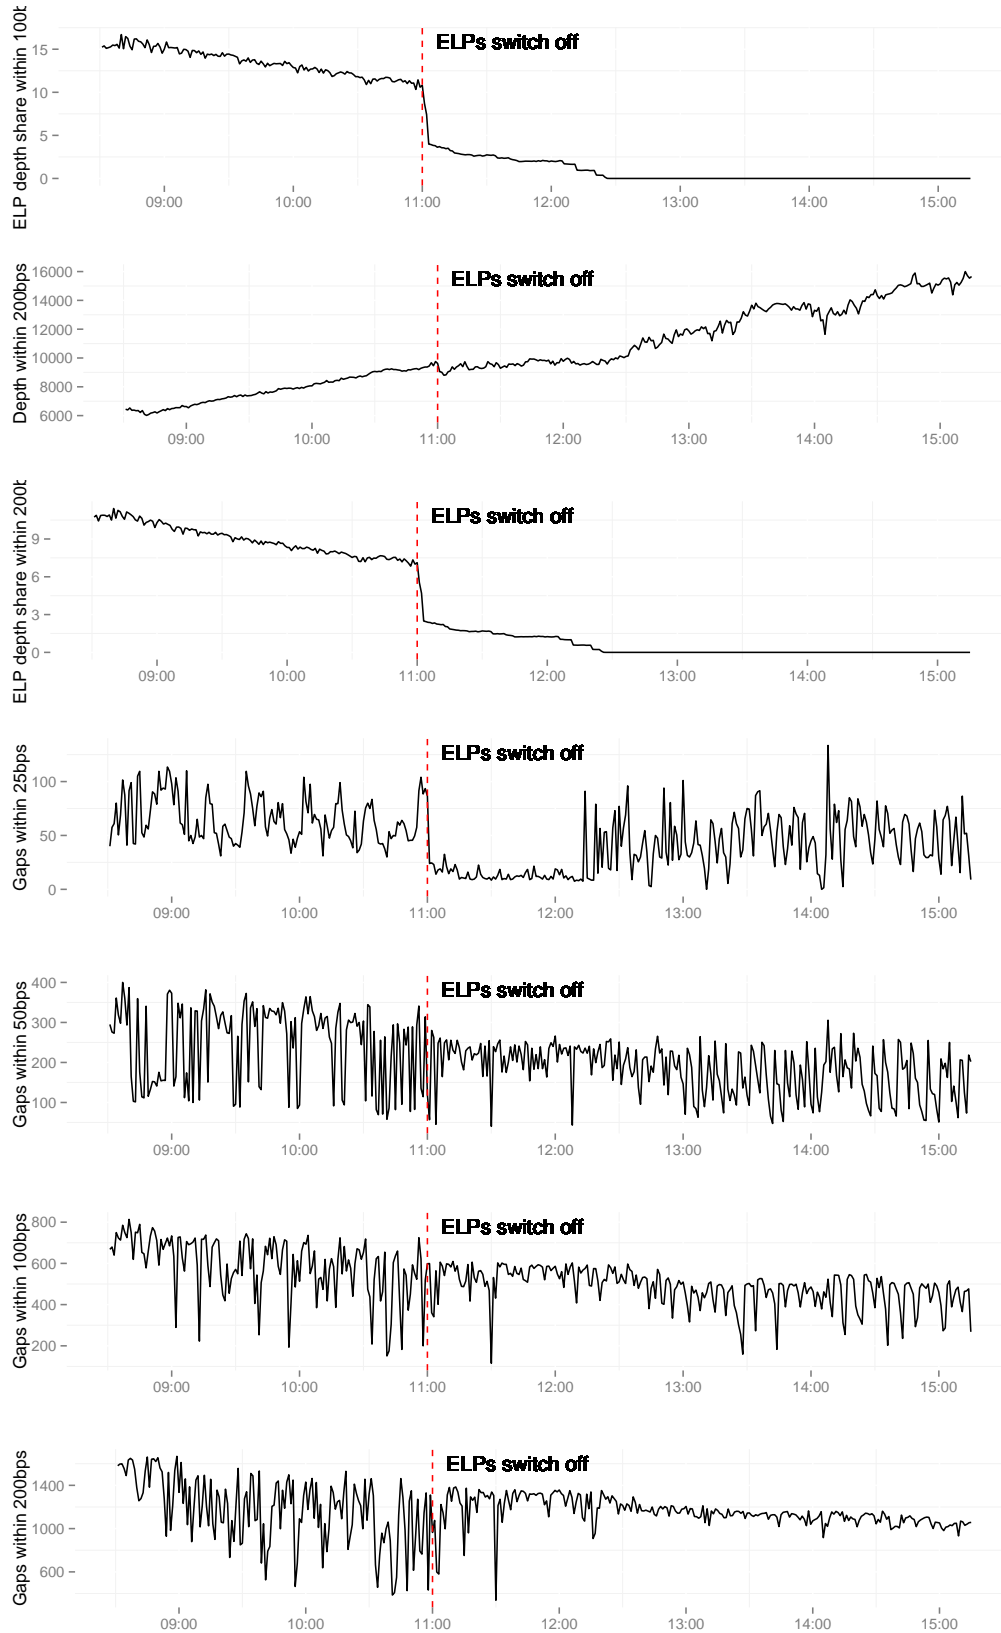 ELP depth share within 100b
15
10
5
0
ELPs switch off
09:00 10:00 11:00 12:00 13:00 14:00 15:00
Depth within 200bps
16000
14000
12000
10000
8000
6000
ELPs switch off
09:00 10:00 11:00 12:00 13:00 14:00 15:00
ELP depth share within 200b
9
6
3
0
ELPs switch off
09:00 10:00 11:00 12:00 13:00 14:00 15:00
Gaps within 25bps
100
50
0
ELPs switch off
09:00 10:00 11:00 12:00 13:00 14:00 15:00
Gaps within 50bps
400
300
200
100
ELPs switch off
09:00 10:00 11:00 12:00 13:00 14:00 15:00
Gaps within 100bps
800
600
400
200
ELPs switch off
09:00 10:00 11:00 12:00 13:00 14:00 15:00
Gaps within 200bps
1400
1000
600
ELPs switch off
09:00 10:00 11:00 12:00 13:00 14:00 15:00